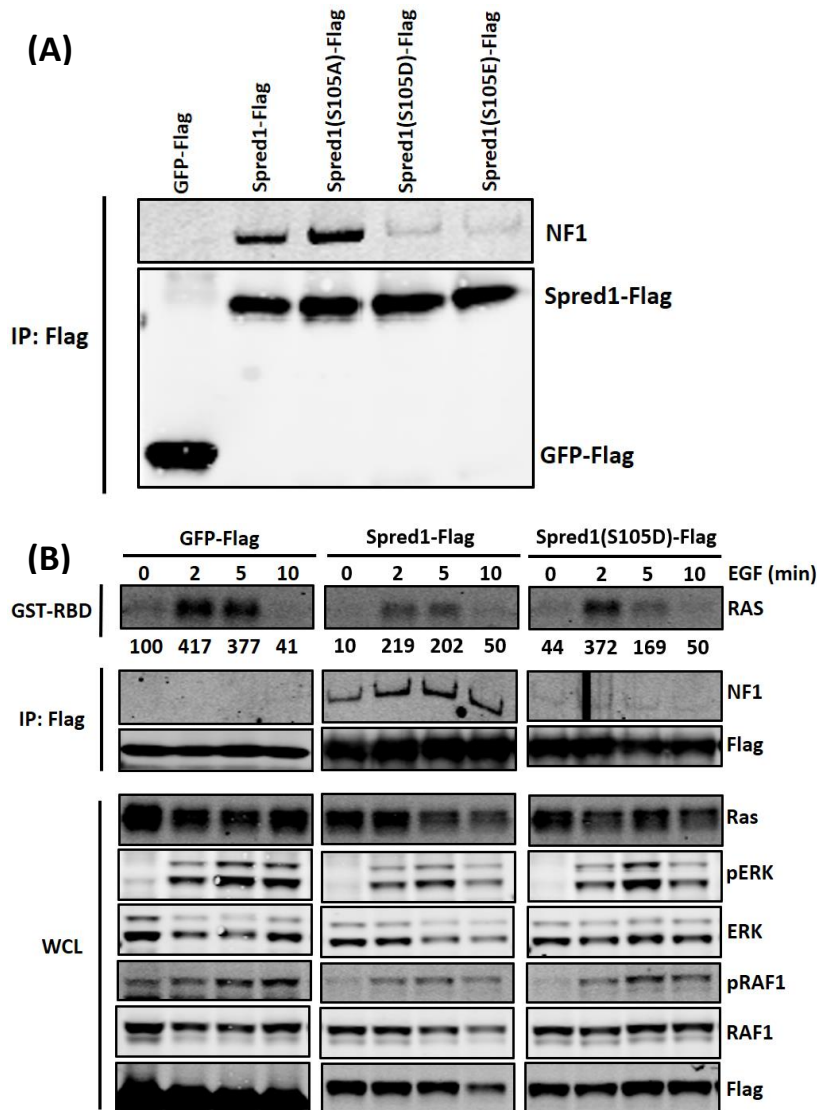 (A)
GFP-Flag
Spred1-Flag
Spred1(S105A)-Flag
Spred1(S105D)-Flag
Spred1(S105E)-Flag
NF1
Spred1-Flag
IP: Flag
GFP-Flag
(B)
GFP-Flag Spred1-Flag Spred1(S105D)-Flag
0 2 5 10 0 2 5 10 0 2 5 10 EGF (min)
GST-RBD RAS
100 417 377 41 10 219 202 50 44 372 169 50
NF1
IP: Flag
Flag
Ras
pERK
WCL ERK
pRAF1
RAF1
Flag